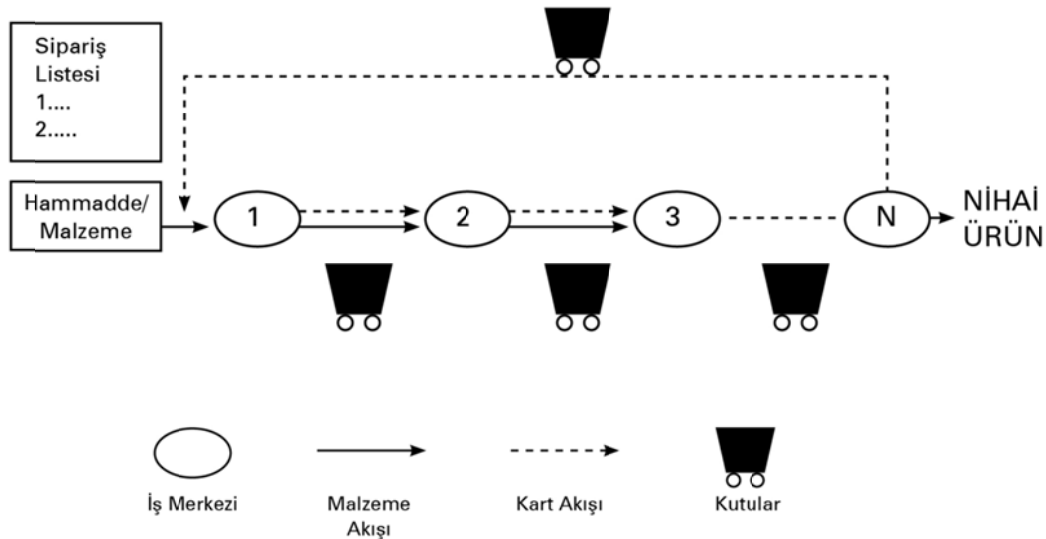 Sipariş
Listesi
1....
2.....
Hammadde/
Malzeme
1
2
3
N
NİHAİ
ÜRÜN
İş Merkezi
Malzeme
Akışı
Kart Akışı
Kutular